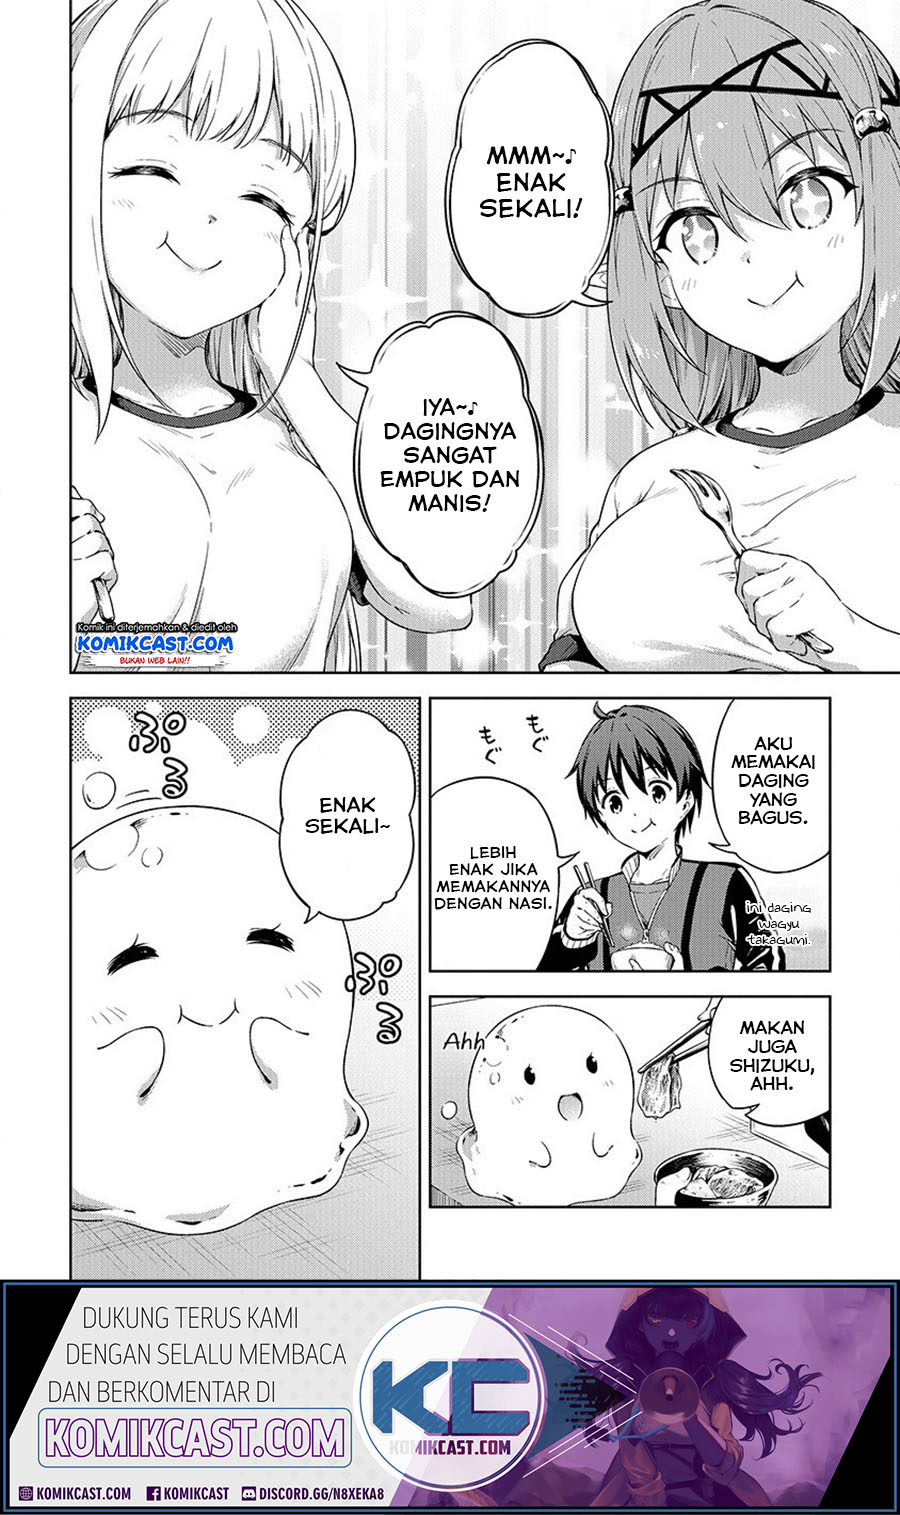 MMM~♪
ENAK
SEKALI!
IYA~♪
DAGINGNYA
SANGAT
EMPUK DAN
MANIS!
Komik ini diterjemahkan & diedit oleh
KOMIKCAST.COM
BUKAN WEB LAIN!!
AKU
MEMAKAI
DAGING
YANG
BAGUS.
もぐ
もぐ
LEBIH
ENAK JIKA
MEMAKANNYA
DENGAN NASI.
ini daging
wagyu
takagumi.
MAKAN
JUGA
SHIZUKU,
AHH.
Ahh
ENAK
SEKALI~
ぷる
ぷる
DUKUNG TERUS KAMI
DENGAN SELALU MEMBACA
DAN BERKOMENTAR DI
KOMIKCAST.COM
KC
KOMIKCAST.COM
KOMIKCAST.COM
KOMIKCAST
DISCORD.GG/N8XEKA8